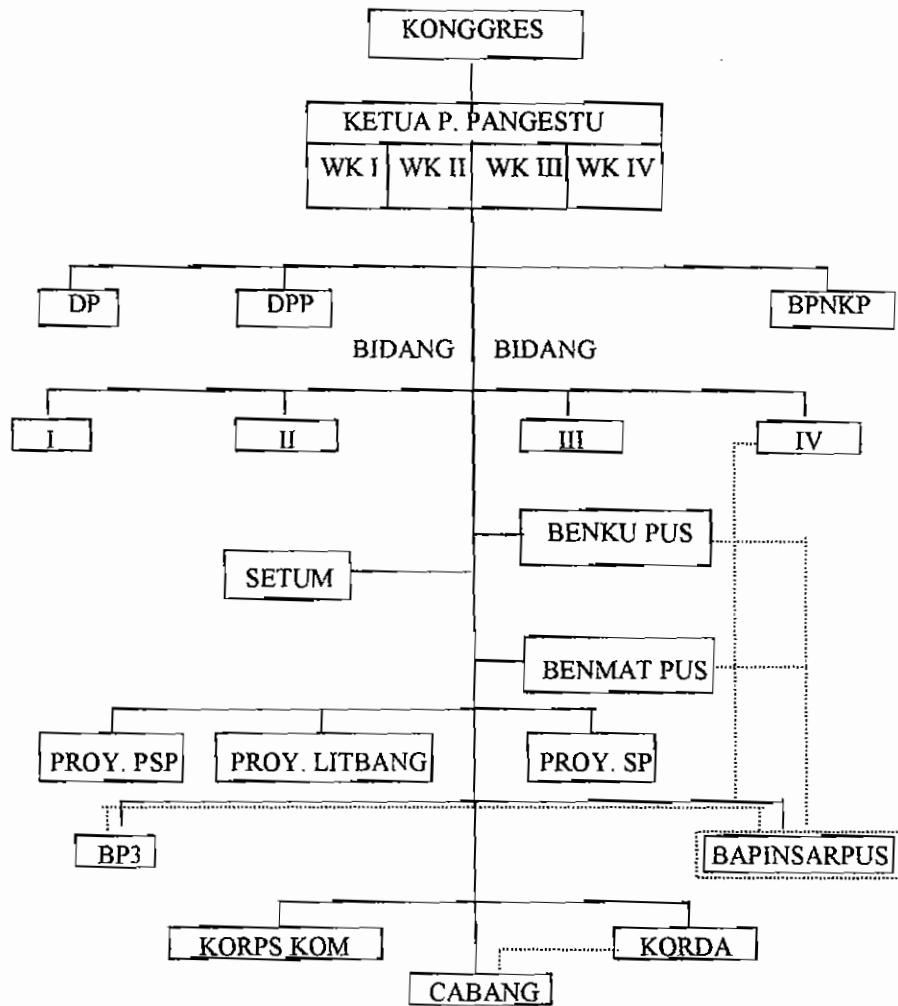 KONGGRES
KETUA P. PANGESTU
WK I WK II WK III WK IV
DP DPP BPNKP
BIDANG BIDANG
I II III IV
BENKU PUS
SETUM
BENMAT PUS
PROY. PSP PROY. LITBANG PROY. SP
BP3 BAPINSARPUS
KORPS KOM KORDA
CABANG